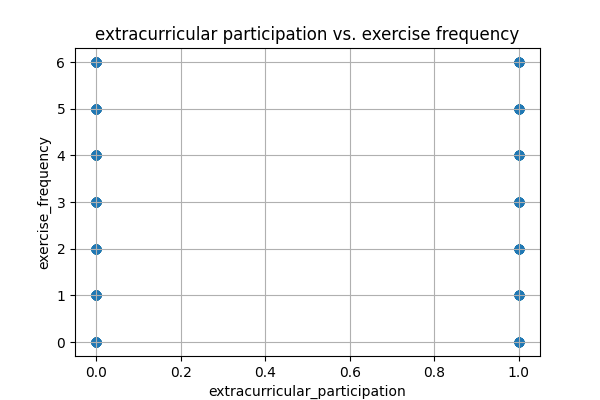 extracurricular participation vs. exercise frequency
6
5
4
3
2
1
0
exercise_frequency
0.0 0.2 0.4 0.6 0.8 1.0
extracurricular_participation